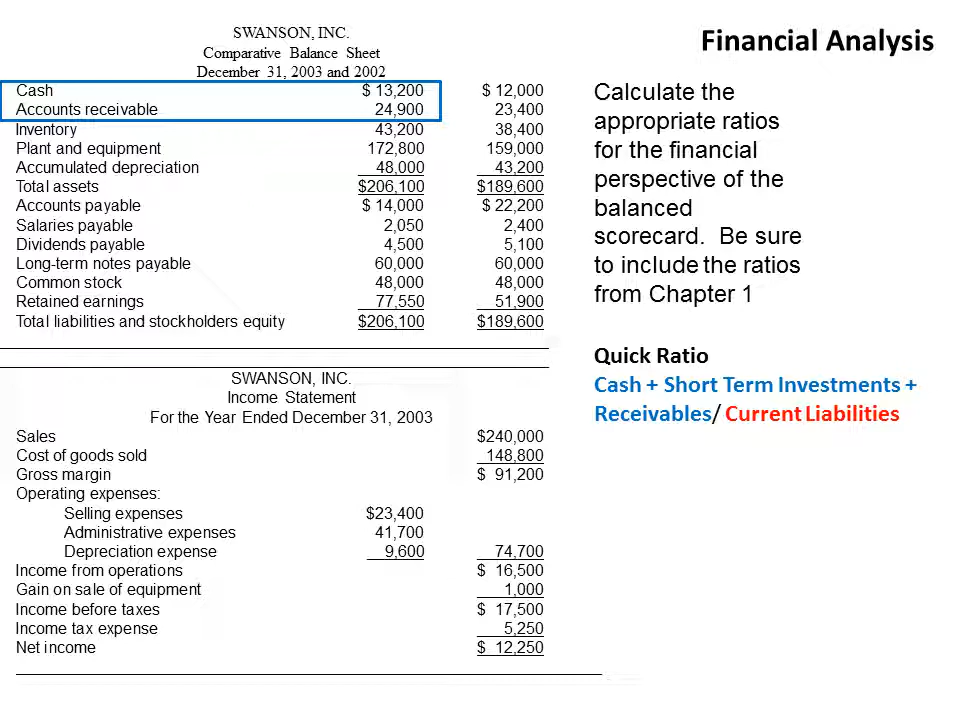 SWANSON, INC.
Comparative Balance Sheet
December 31, 2003 and 2002
Cash $ 13,200 $ 12,000
Accounts receivable 24,900 23,400
Inventory 43,200 38,400
Plant and equipment 172,800 159,000
Accumulated depreciation 48,000 43,200
Total assets $206,100 $189,600
Accounts payable $ 14,000 $ 22,200
Salaries payable 2,050 2,400
Dividends payable 4,500 5,100
Long-term notes payable 60,000 60,000
Common stock 48,000 48,000
Retained earnings 77,550 51,900
Total liabilities and stockholders equity $206,100 $189,600
SWANSON, INC.
Income Statement
For the Year Ended December 31, 2003
Sales $240,000
Cost of goods sold 148,800
Gross margin $ 91,200
Operating expenses:
Selling expenses $23,400
Administrative expenses 41,700
Depreciation expense 9,600 74,700
Income from operations $ 16,500
Gain on sale of equipment 1,000
Income before taxes $ 17,500
Income tax expense 5,250
Net income $ 12,250
Financial Analysis
Calculate the
appropriate ratios
for the financial
perspective of the
balanced
scorecard. Be sure
to include the ratios
from Chapter 1
Quick Ratio
Cash + Short Term Investments +
Receivables/ Current Liabilities